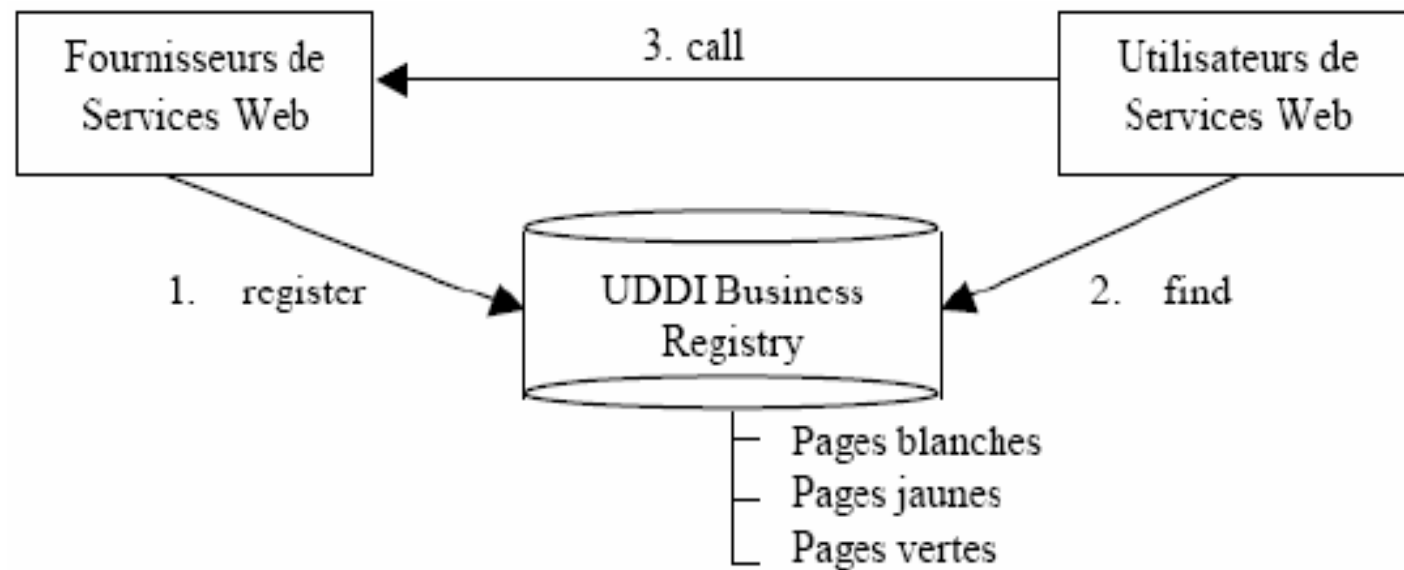 Fournisseurs de
Services Web
3. call
Utilisateurs de
Services Web
1. register
UDDI Business
Registry
2. find
Pages blanches
Pages jaunes
Pages vertes